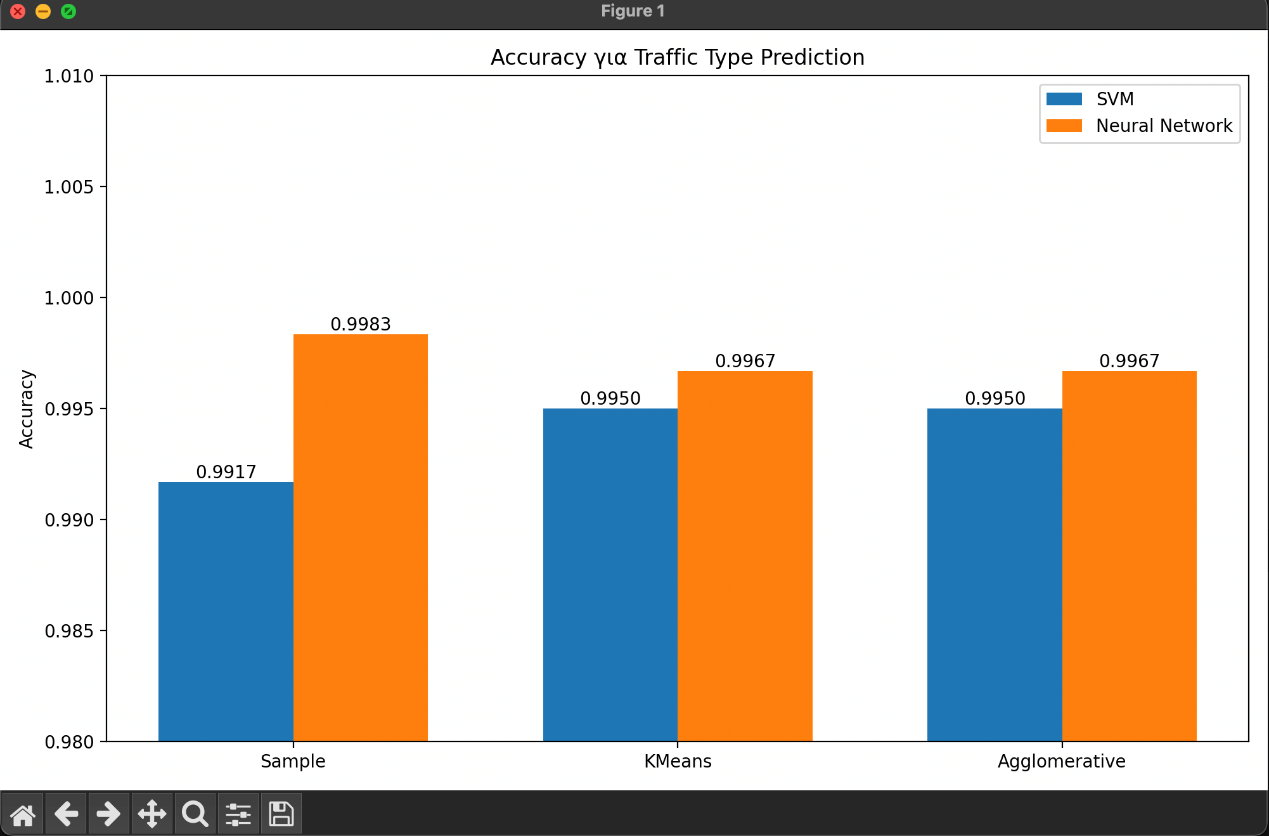 Figure 1
Accuracy για Traffic Type Prediction
1.010
1.005
1.000
0.995
0.990
0.985
0.980
Accuracy
SVM
Neural Network
0.9917
0.9983
0.9950
0.9967
0.9950
0.9967
Sample
KMeans
Agglomerative